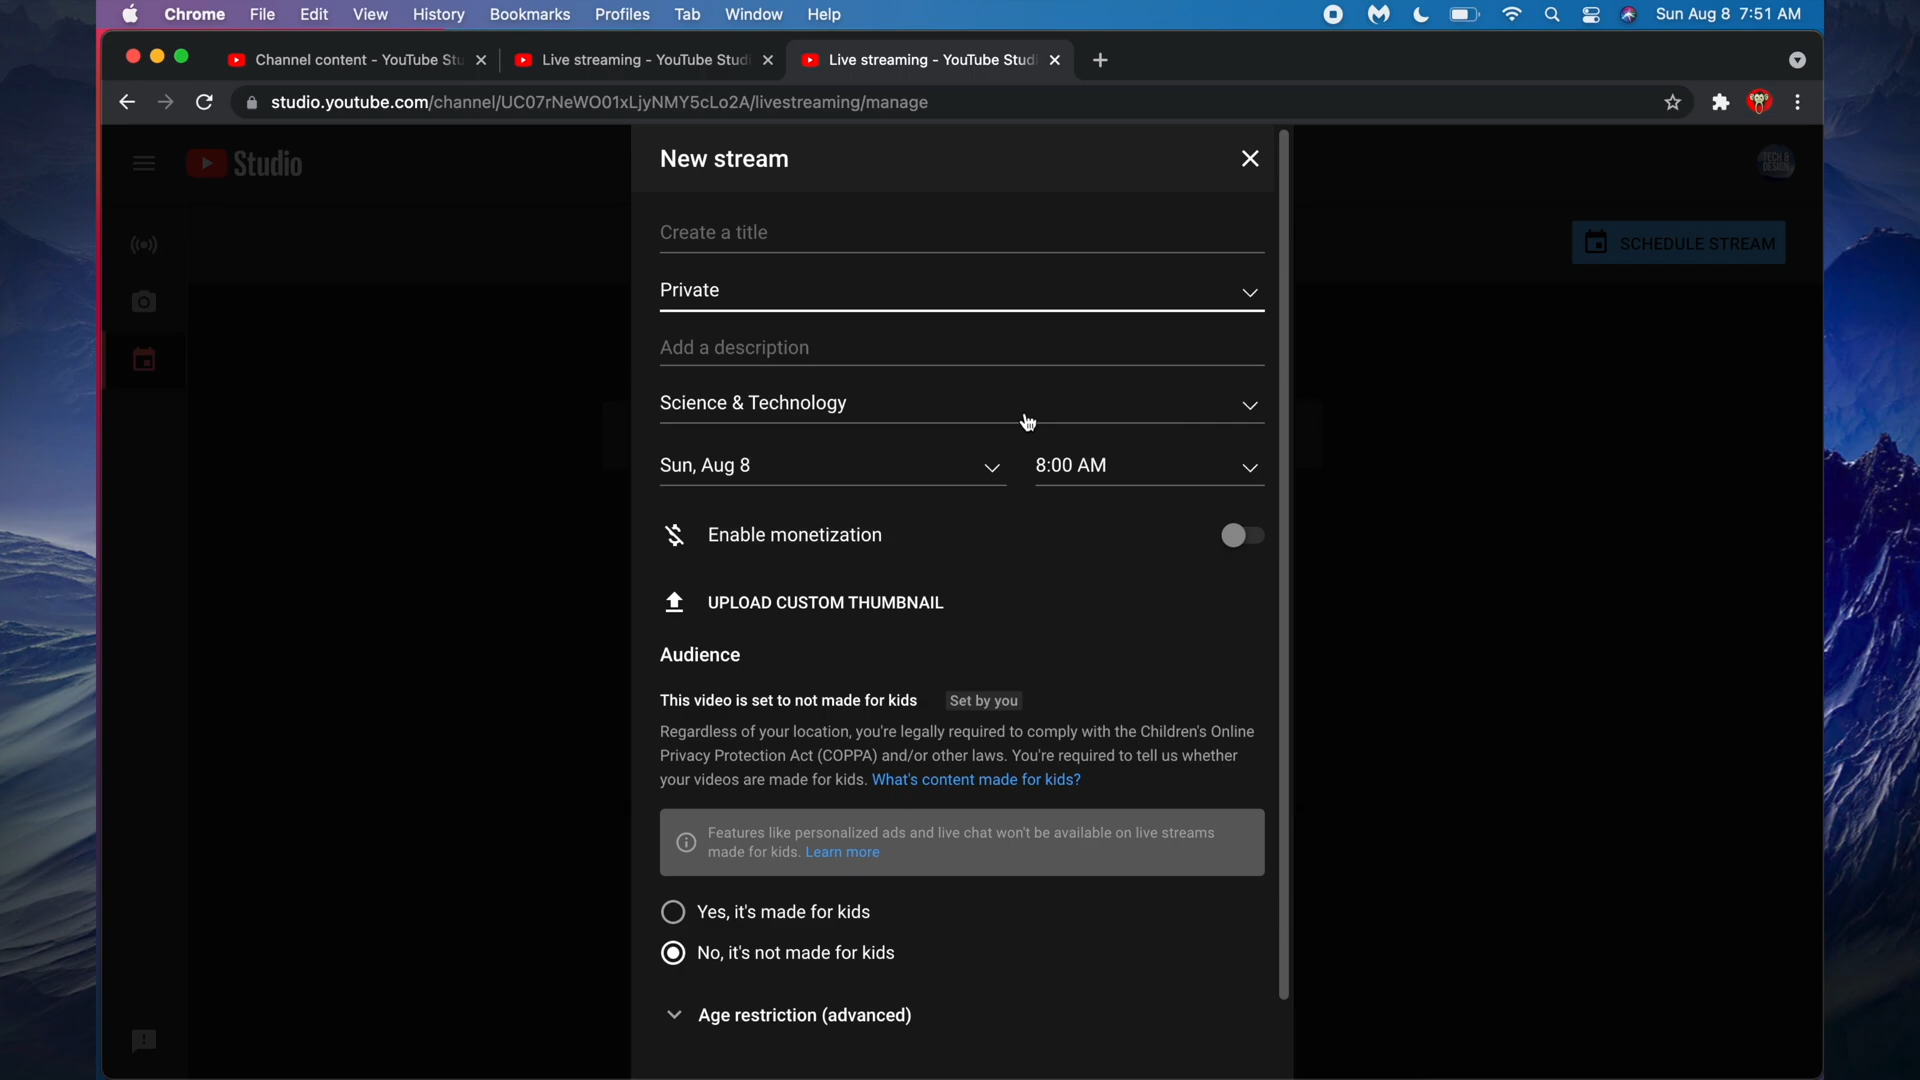 Chrome File Edit View History Bookmarks Profiles Tab Window Help Sun Aug 8 7:51 AM
Channel content - YouTube Stu Live streaming - YouTube Studi Live streaming - YouTube Studi
studio.youtube.com/channel/UC07rNeWO01xLjyNMY5cLo2A/livestreaming/manage
Studio
New stream
TECH & DESIGN
Create a title
SCHEDULE STREAM
Private
Add a description
Science & Technology
Sun, Aug 8 8:00 AM
Enable monetization
UPLOAD CUSTOM THUMBNAIL
Audience
This video is set to not made for kids Set by you
Regardless of your location, you're legally required to comply with the Children's Online
Privacy Protection Act (COPPA) and/or other laws. You're required to tell us whether
your videos are made for kids. What's content made for kids?
Features like personalized ads and live chat won't be available on live streams
made for kids. Learn more
Yes, it's made for kids
No, it's not made for kids
Age restriction (advanced)